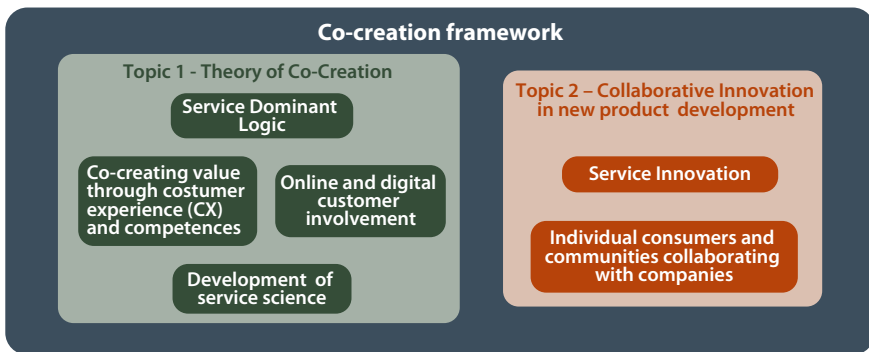 Co-creation framework
Topic 1 - Theory of Co-Creation
Service Dominant
Logic
Co-creating value
through costumer
experience (CX)
and competences
Online and digital
customer
involvement
Development of
service science
Topic 2 – Collaborative Innovation
in new product development
Service Innovation
Individual consumers and
communities collaborating
with companies